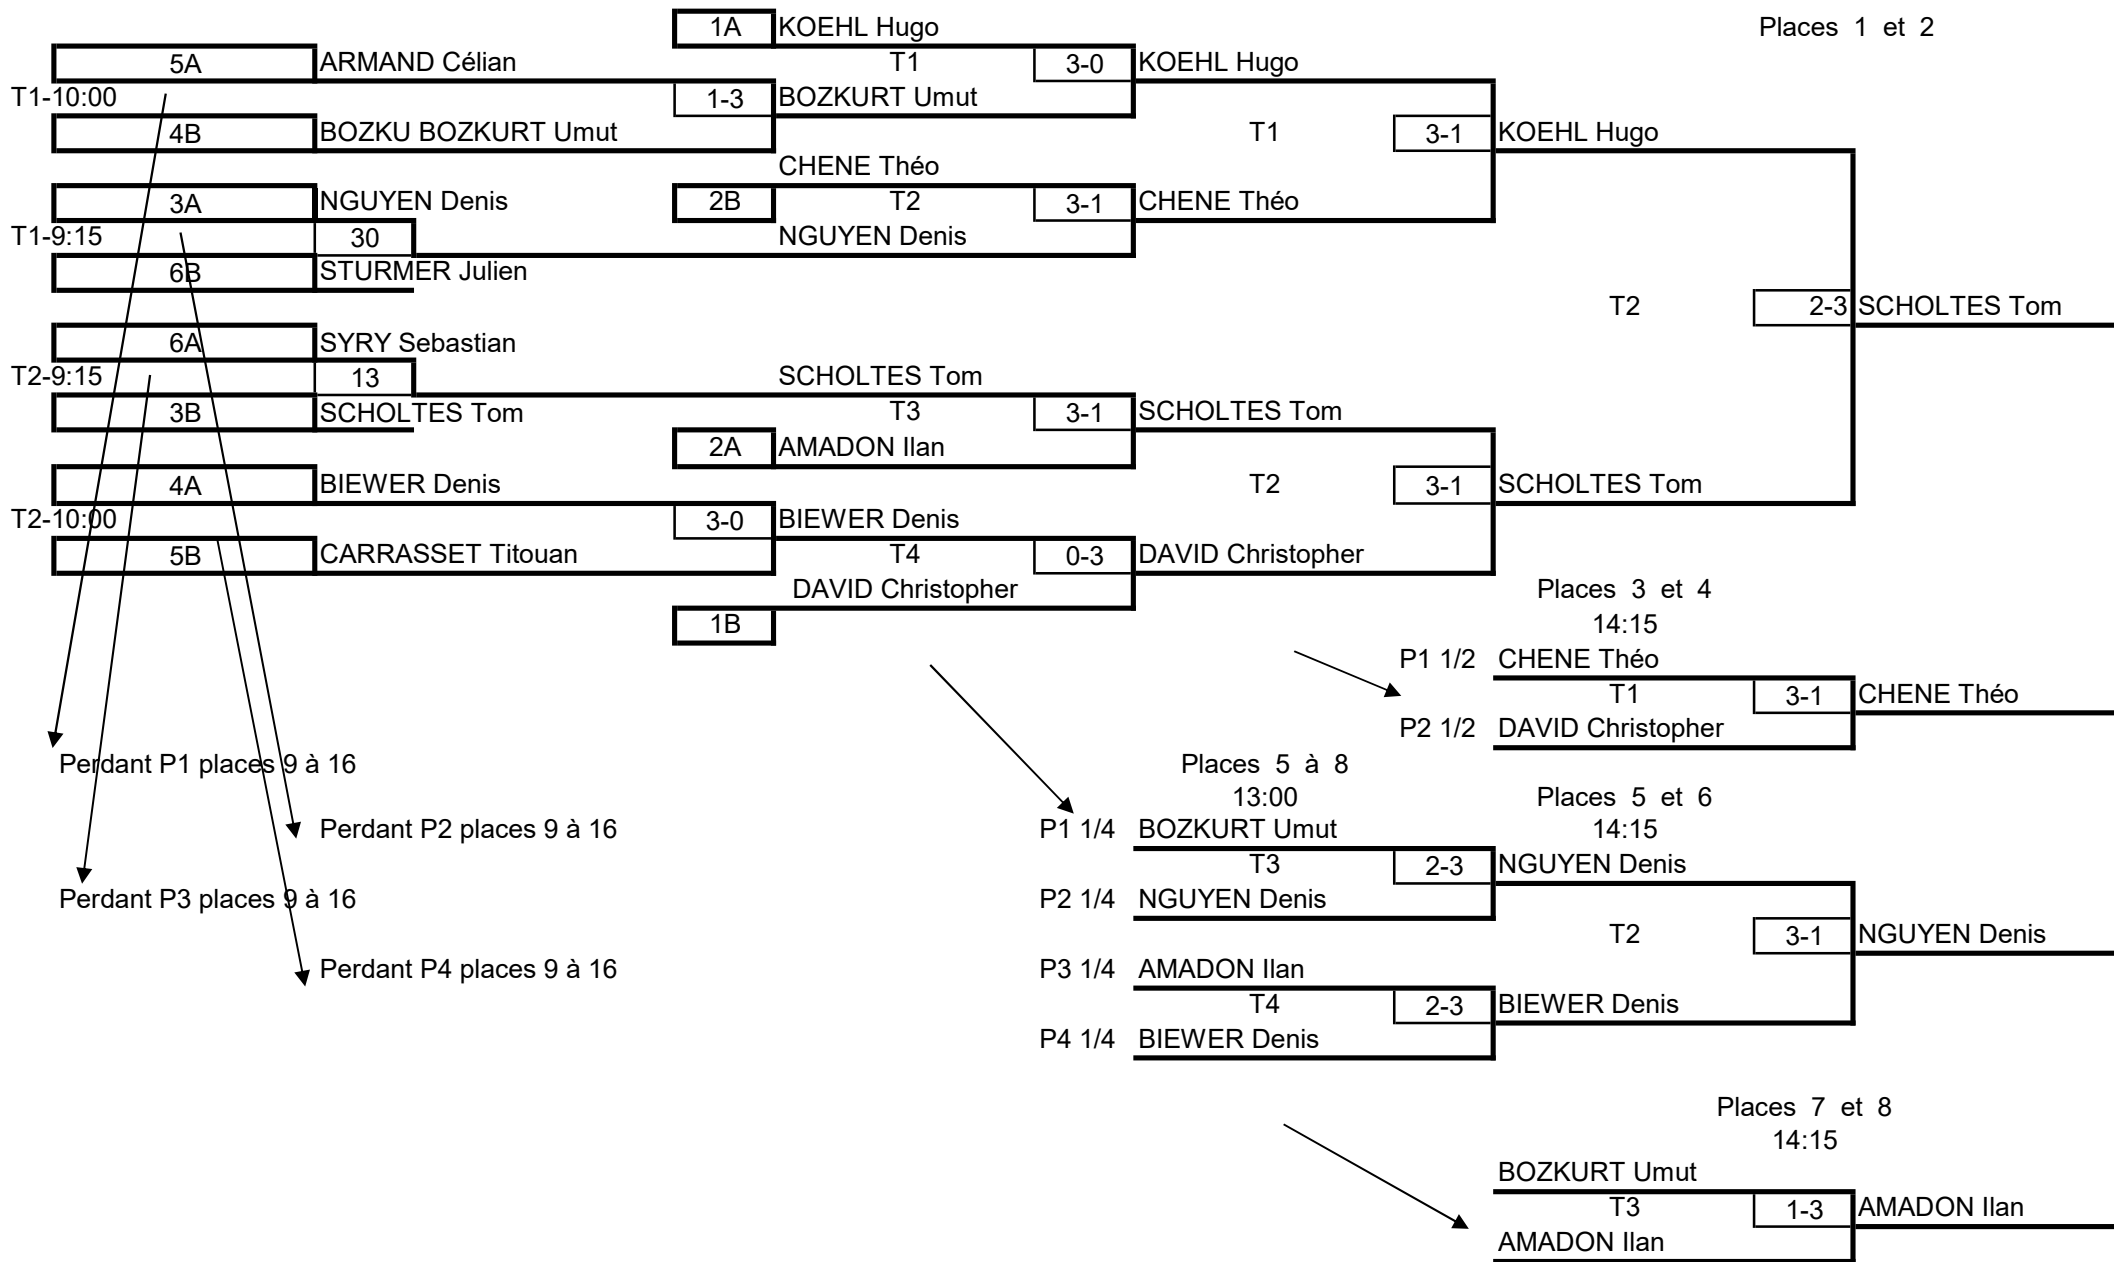 1A KOEHL Hugo Places 1 et 2
5A ARMAND Célian T1 3-0 KOEHL Hugo
T1-10:00 1-3 BOZKURT Umut
4B BOZKU BOZKURT Umut T1 3-1 KOEHL Hugo
CHENE Théo
3A NGUYEN Denis 2B T2 3-1 CHENE Théo
T1-9:15 30 NGUYEN Denis
6B STURMER Julien
T2 2-3 SCHOLTES Tom
6A SYRY Sebastian
T2-9:15 13 SCHOLTES Tom
3B SCHOLTES Tom T3 3-1 SCHOLTES Tom
2A AMADON Ilan
4A BIEWER Denis T2 3-1 SCHOLTES Tom
T2-10:00 3-0 BIEWER Denis
5B CARRASSET Titouan T4 0-3 DAVID Christopher
DAVID Christopher Places 3 et 4
1B 14:15
P1 1/2 CHENE Théo
T1 3-1 CHENE Théo
P2 1/2 DAVID Christopher
Perdant P1 places 9 à 16 Places 5 à 8
13:00 Places 5 et 6
Perdant P2 places 9 à 16 P1 1/4 BOZKURT Umut 14:15
T3 2-3 NGUYEN Denis
Perdant P3 places 9 à 16 P2 1/4 NGUYEN Denis
T2 3-1 NGUYEN Denis
Perdant P4 places 9 à 16 P3 1/4 AMADON Ilan
T4 2-3 BIEWER Denis
P4 1/4 BIEWER Denis
Places 7 et 8
14:15
BOZKURT Umut
T3 1-3 AMADON Ilan
AMADON Ilan